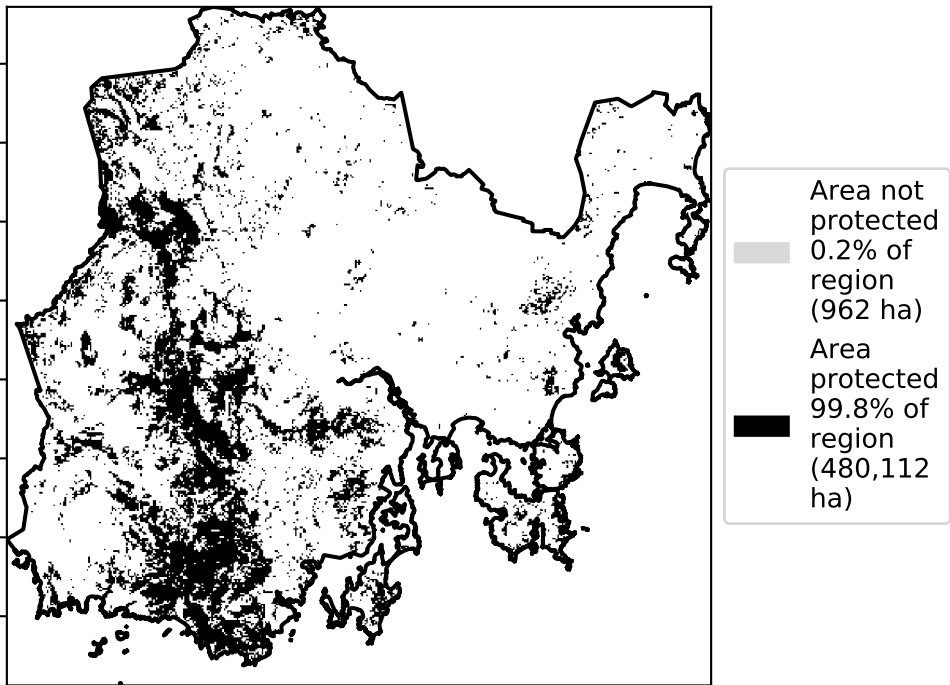 Area not
protected
0.2% of
region
(962 ha)
Area
protected
99.8% of
region
(480,112
ha)